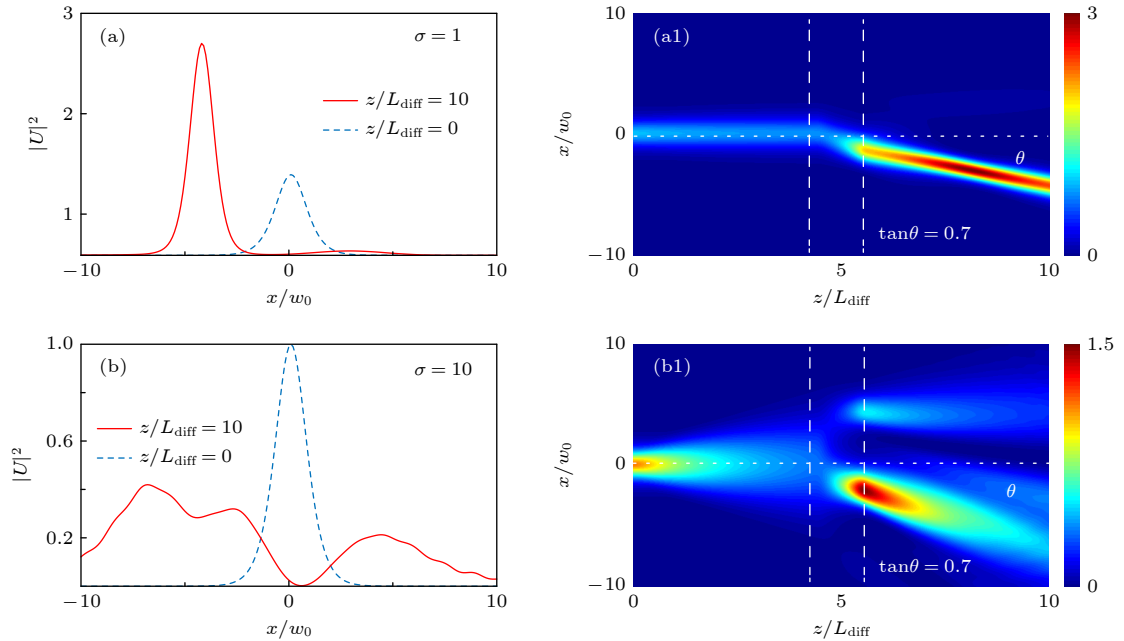 (a)
σ = 1
3
2
1
|U|²
z/L_diff = 10
z/L_diff = 0
−10
0
10
x/w₀
(a1)
10
0
−10
x/w₀
θ
tanθ = 0.7
0
5
10
z/L_diff
3
0
(b)
σ = 10
1.0
0.6
0.2
|U|²
z/L_diff = 10
z/L_diff = 0
−10
0
10
x/w₀
(b1)
10
0
−10
x/w₀
θ
tanθ = 0.7
0
5
10
z/L_diff
1.5
0